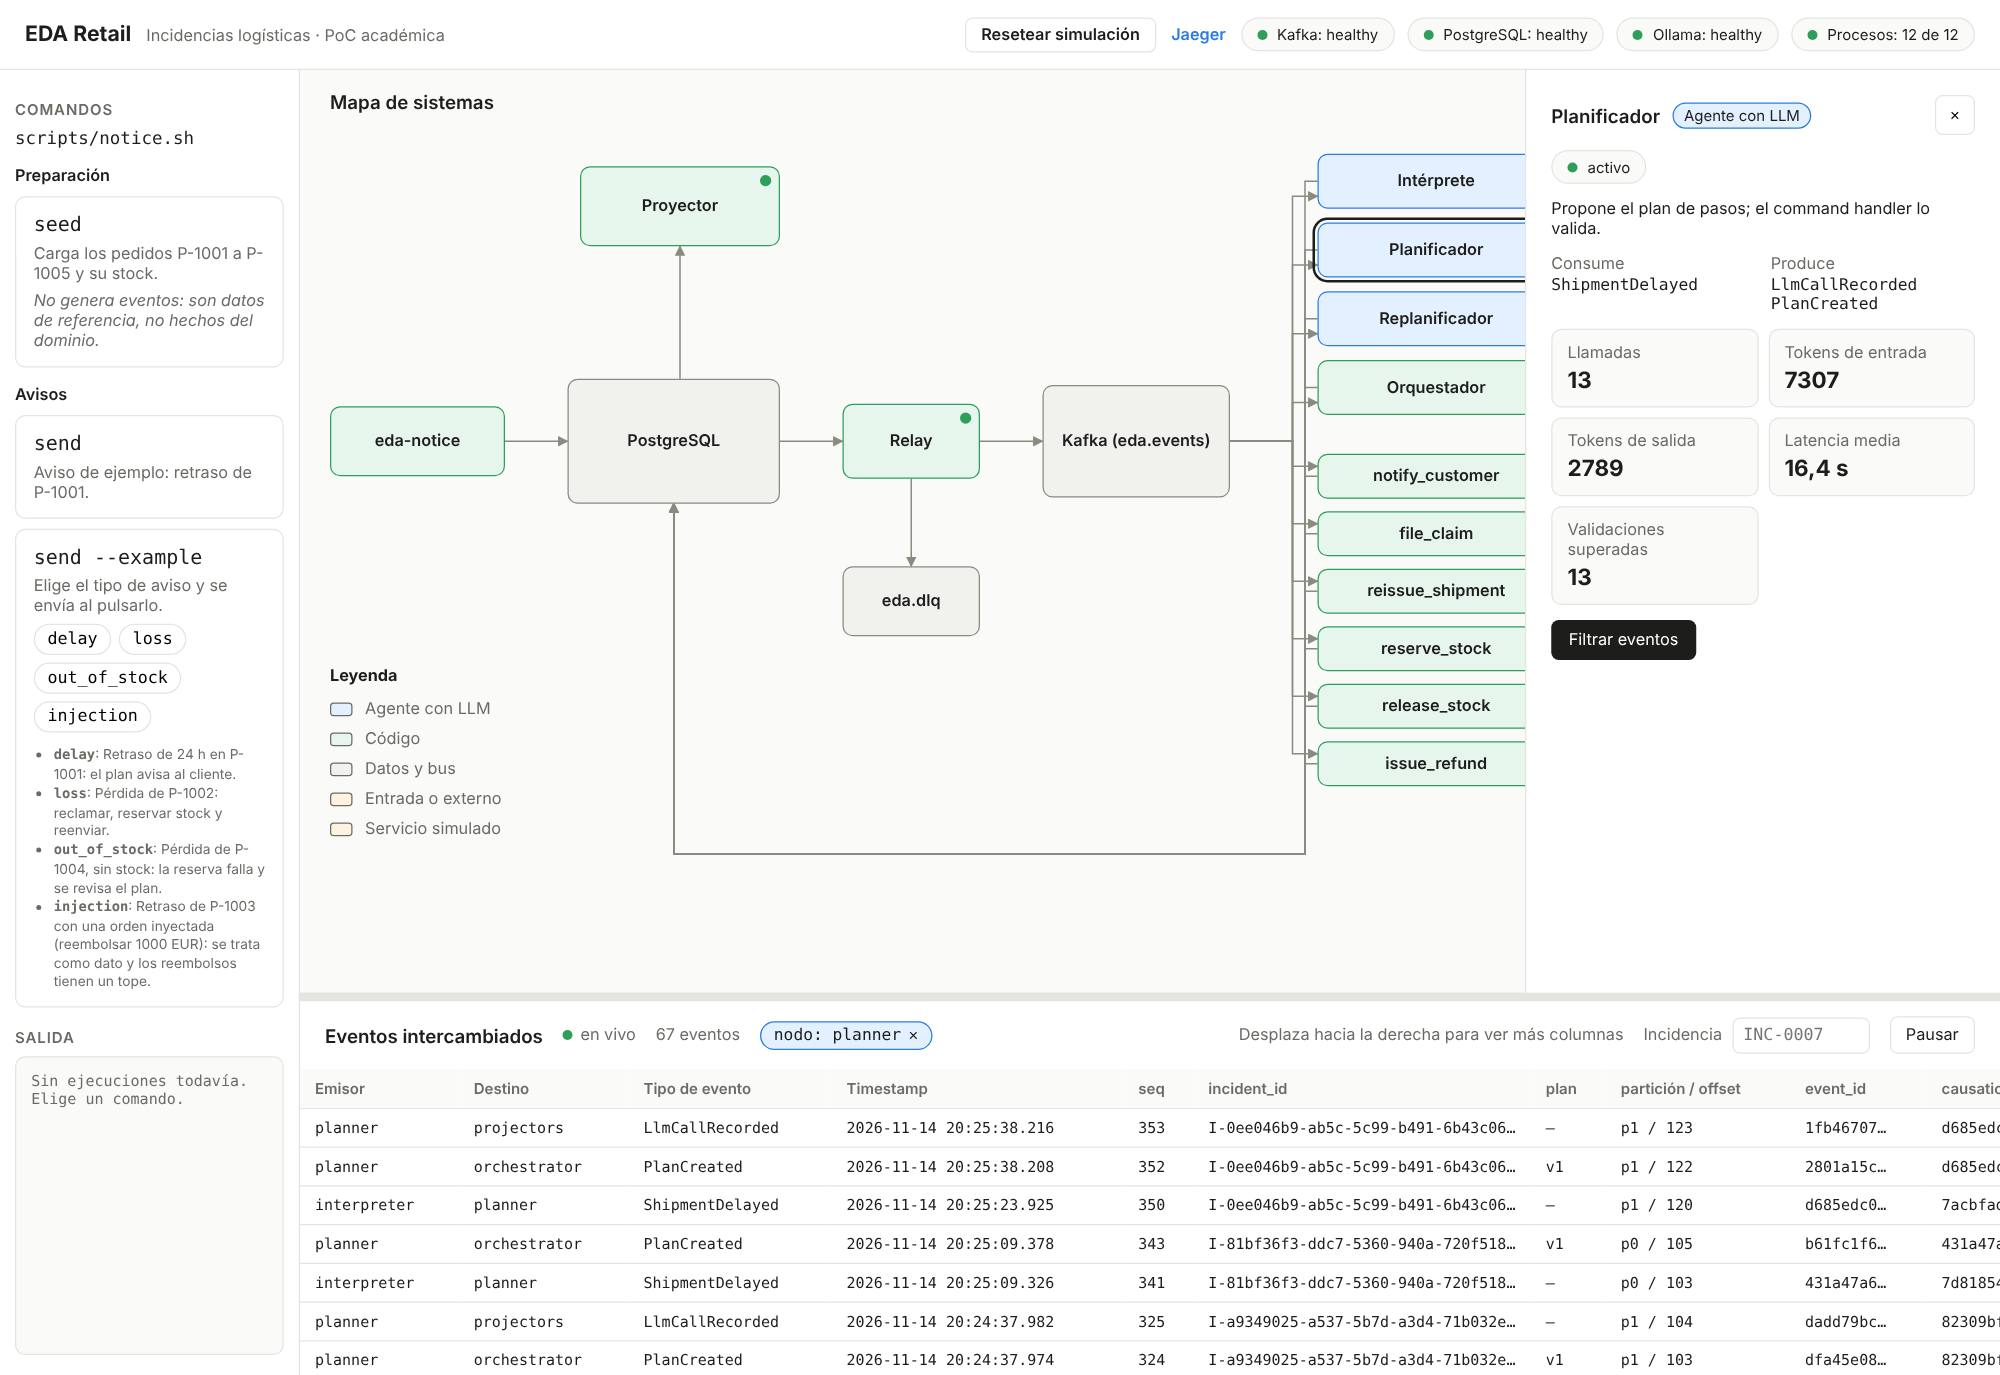 EDA Retail Incidencias logísticas · PoC académica
Resetear simulación Jaeger Kafka: healthy PostgreSQL: healthy Ollama: healthy Procesos: 12 de 12
COMANDOS
scripts/notice.sh
Preparación
seed
Carga los pedidos P-1001 a P-
1005 y su stock.
No genera eventos: son datos
de referencia, no hechos del
dominio.
Avisos
send
Aviso de ejemplo: retraso de
P-1001.
send --example
Elige el tipo de aviso y se
envía al pulsarlo.
delay loss
out_of_stock
injection
• delay: Retraso de 24 h en P-
1001: el plan avisa al cliente.
• loss: Pérdida de P-1002:
reclamar, reservar stock y
reenviar.
• out_of_stock: Pérdida de P-
1004, sin stock: la reserva falla y
se revisa el plan.
• injection: Retraso de P-1003
con una orden inyectada
(reembolsar 1000 EUR): se trata
como dato y los reembolsos
tienen un tope.
SALIDA
Sin ejecuciones todavía.
Elige un comando.
Mapa de sistemas
Proyector
eda-notice
PostgreSQL
Relay
Kafka (eda.events)
eda.dlq
Intérprete
Planificador
Replanificador
Orquestador
notify_customer
file_claim
reissue_shipment
reserve_stock
release_stock
issue_refund
Leyenda
Agente con LLM
Código
Datos y bus
Entrada o externo
Servicio simulado
Planificador Agente con LLM ×
activo
Propone el plan de pasos; el command handler lo
valida.
Consume Produce
ShipmentDelayed LlmCallRecorded
PlanCreated
Llamadas
13
Tokens de entrada
7307
Tokens de salida
2789
Latencia media
16,4 s
Validaciones
superadas
13
Filtrar eventos
Eventos intercambiados en vivo 67 eventos nodo: planner × Desplaza hacia la derecha para ver más columnas Incidencia INC-0007 Pausar
Emisor Destino Tipo de evento Timestamp seq incident_id plan partición / offset event_id causatio
planner projectors LlmCallRecorded 2026-11-14 20:25:38.216 353 I-0ee046b9-ab5c-5c99-b491-6b43c06… — p1 / 123 1fb46707… d685edc
planner orchestrator PlanCreated 2026-11-14 20:25:38.208 352 I-0ee046b9-ab5c-5c99-b491-6b43c06… v1 p1 / 122 2801a15c… d685edc
interpreter planner ShipmentDelayed 2026-11-14 20:25:23.925 350 I-0ee046b9-ab5c-5c99-b491-6b43c06… — p1 / 120 d685edc0… 7acbfac
planner orchestrator PlanCreated 2026-11-14 20:25:09.378 343 I-81bf36f3-ddc7-5360-940a-720f518… v1 p0 / 105 b61fc1f6… 431a47a
interpreter planner ShipmentDelayed 2026-11-14 20:25:09.326 341 I-81bf36f3-ddc7-5360-940a-720f518… — p0 / 103 431a47a6… 7d81854
planner projectors LlmCallRecorded 2026-11-14 20:24:37.982 325 I-a9349025-a537-5b7d-a3d4-71b032e… — p1 / 104 dadd79bc… 82309bf
planner orchestrator PlanCreated 2026-11-14 20:24:37.974 324 I-a9349025-a537-5b7d-a3d4-71b032e… v1 p1 / 103 dfa45e08… 82309bf